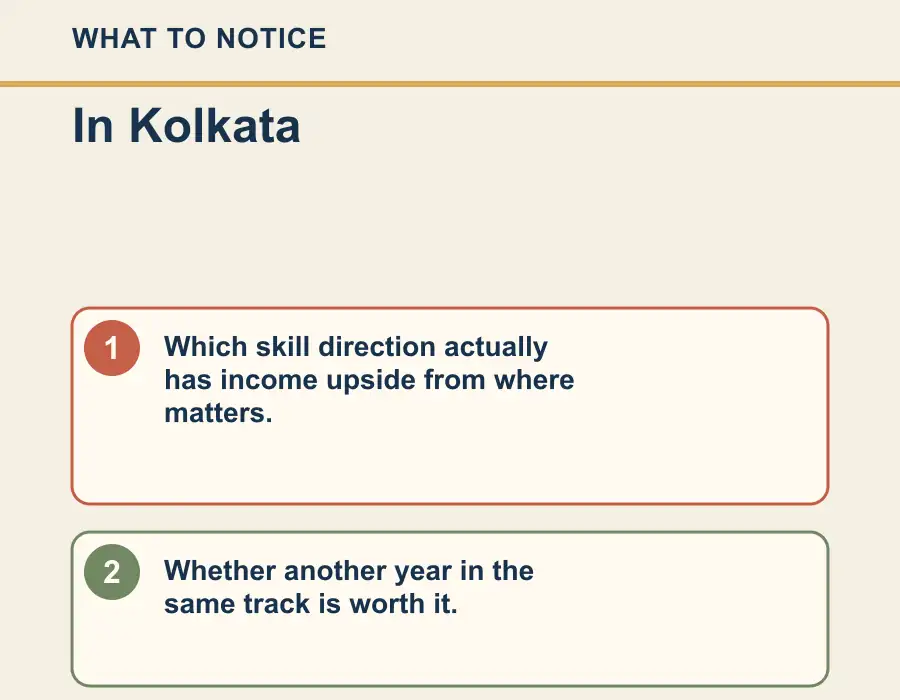 WHAT TO NOTICE
In Kolkata
1
Which skill direction actually
has income upside from where
matters.
2
Whether another year in the
same track is worth it.